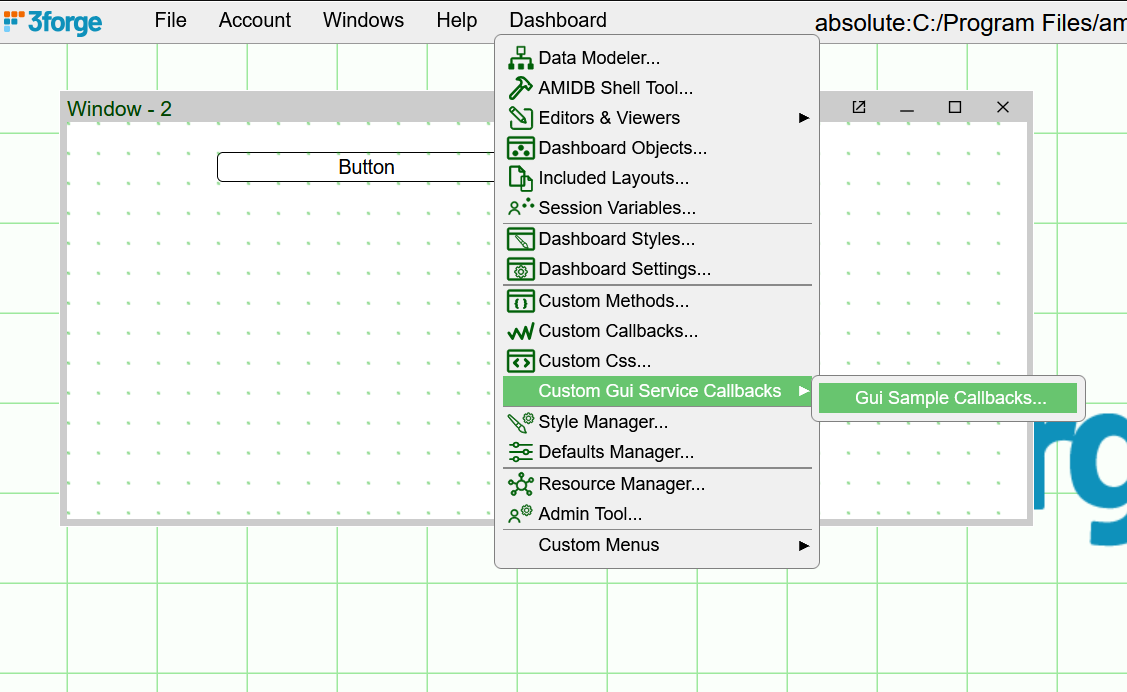 3forge File Account Windows Help Dashboard absolute:C:/Program Files/am
Window - 2
Button
Data Modeler...
AMIDB Shell Tool...
Editors & Viewers
Dashboard Objects...
Included Layouts...
Session Variables...
Dashboard Styles...
Dashboard Settings...
Custom Methods...
Custom Callbacks...
Custom Css...
Custom Gui Service Callbacks
Gui Sample Callbacks...
Style Manager...
Defaults Manager...
Resource Manager...
Admin Tool...
Custom Menus
rg